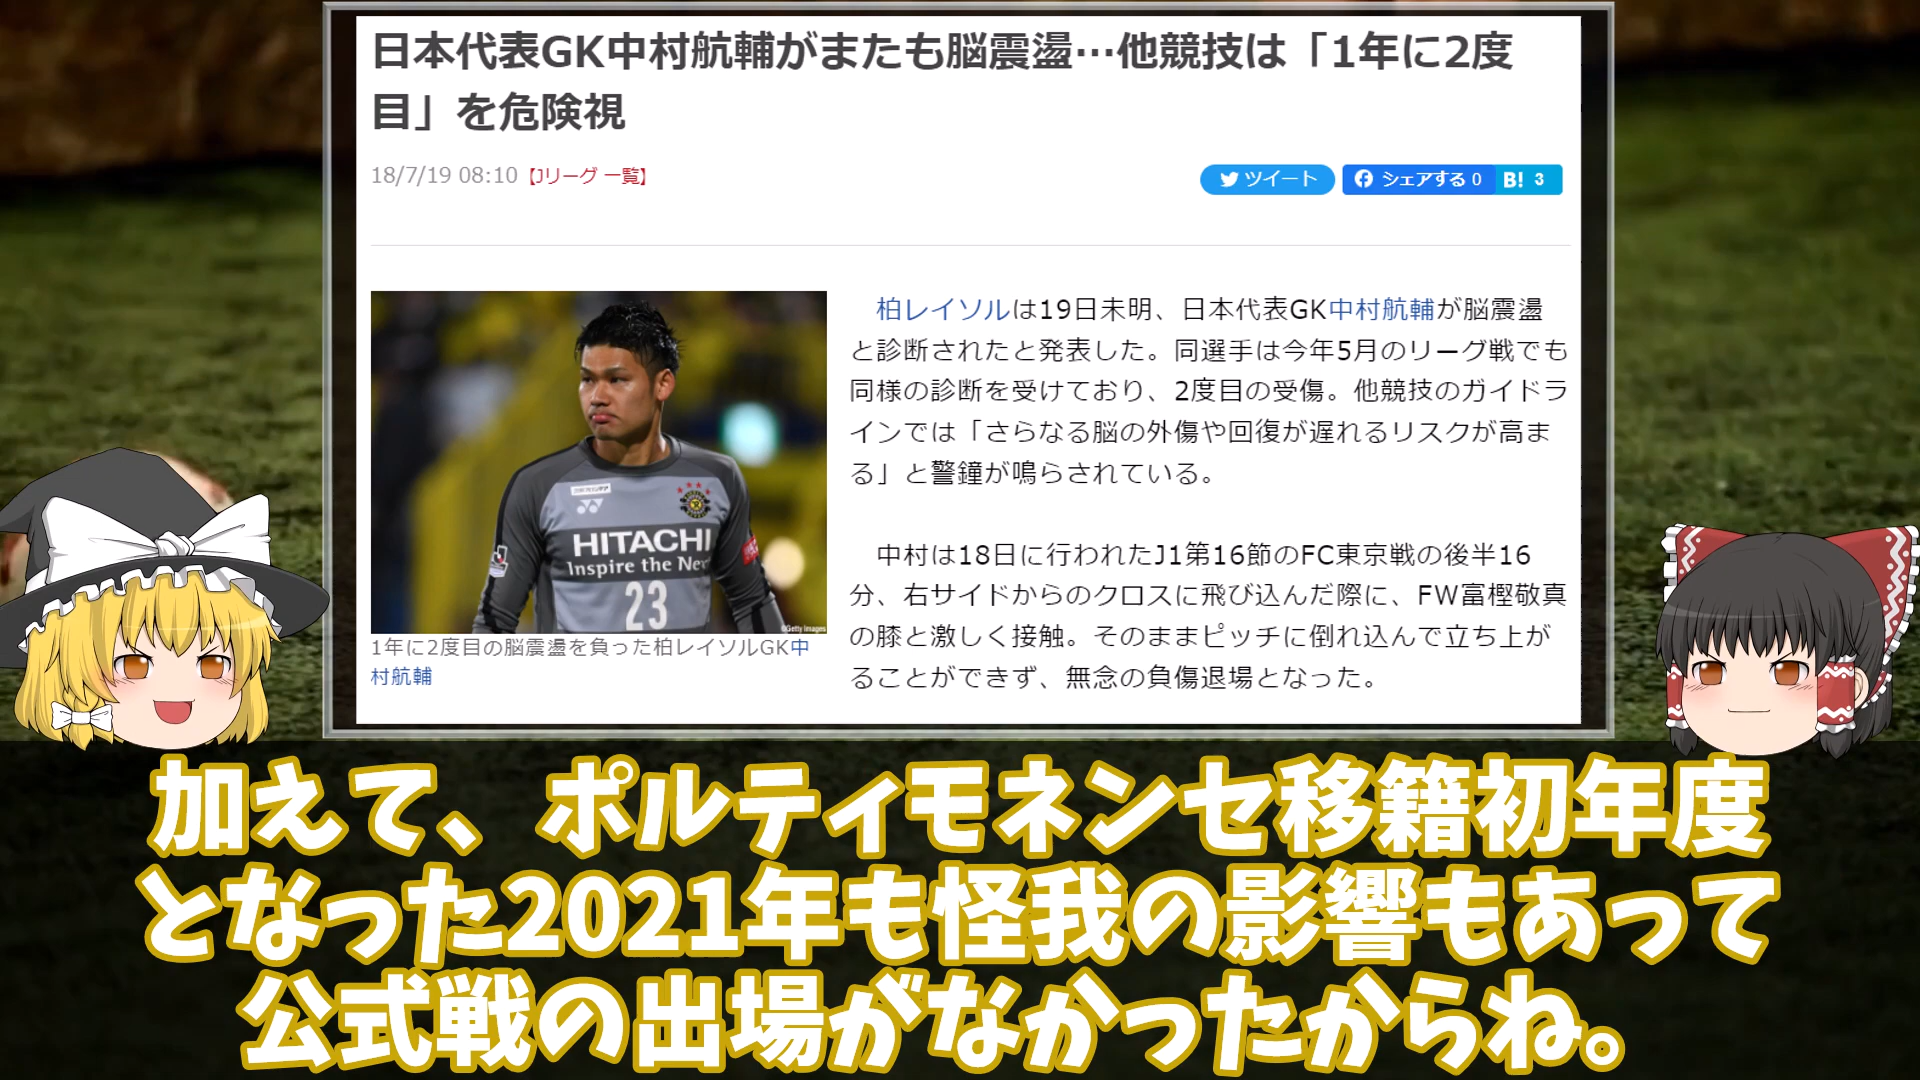 日本代表GK中村航輔がまたも脳震盪…他競技は「1年に2度
目」を危険視
18/7/19 08:10 【Jリーグ 一覧】
ツイート シェアする 0 B! 3
柏レイソルは19日未明、日本代表GK中村航輔が脳震盪
と診断されたと発表した。同選手は今年5月のリーグ戦でも
同様の診断を受けており、2度目の受傷。他競技のガイドラ
インでは「さらなる脳の外傷や回復が遅れるリスクが高ま
る」と警鐘が鳴らされている。
中村は18日に行われたJ1第16節のFC東京戦の後半16
分、右サイドからのクロスに飛び込んだ際に、FW富樫敬真
の膝と激しく接触。そのままピッチに倒れ込んで立ち上が
ることができず、無念の負傷退場となった。
HITACHI
Inspire the Nex
23
©Getty Images
1年に2度目の脳震盪を負った柏レイソルGK中
村航輔
加えて、ポルティモネンセ移籍初年度
となった2021年も怪我の影響もあって
公式戦の出場がなかったからね。